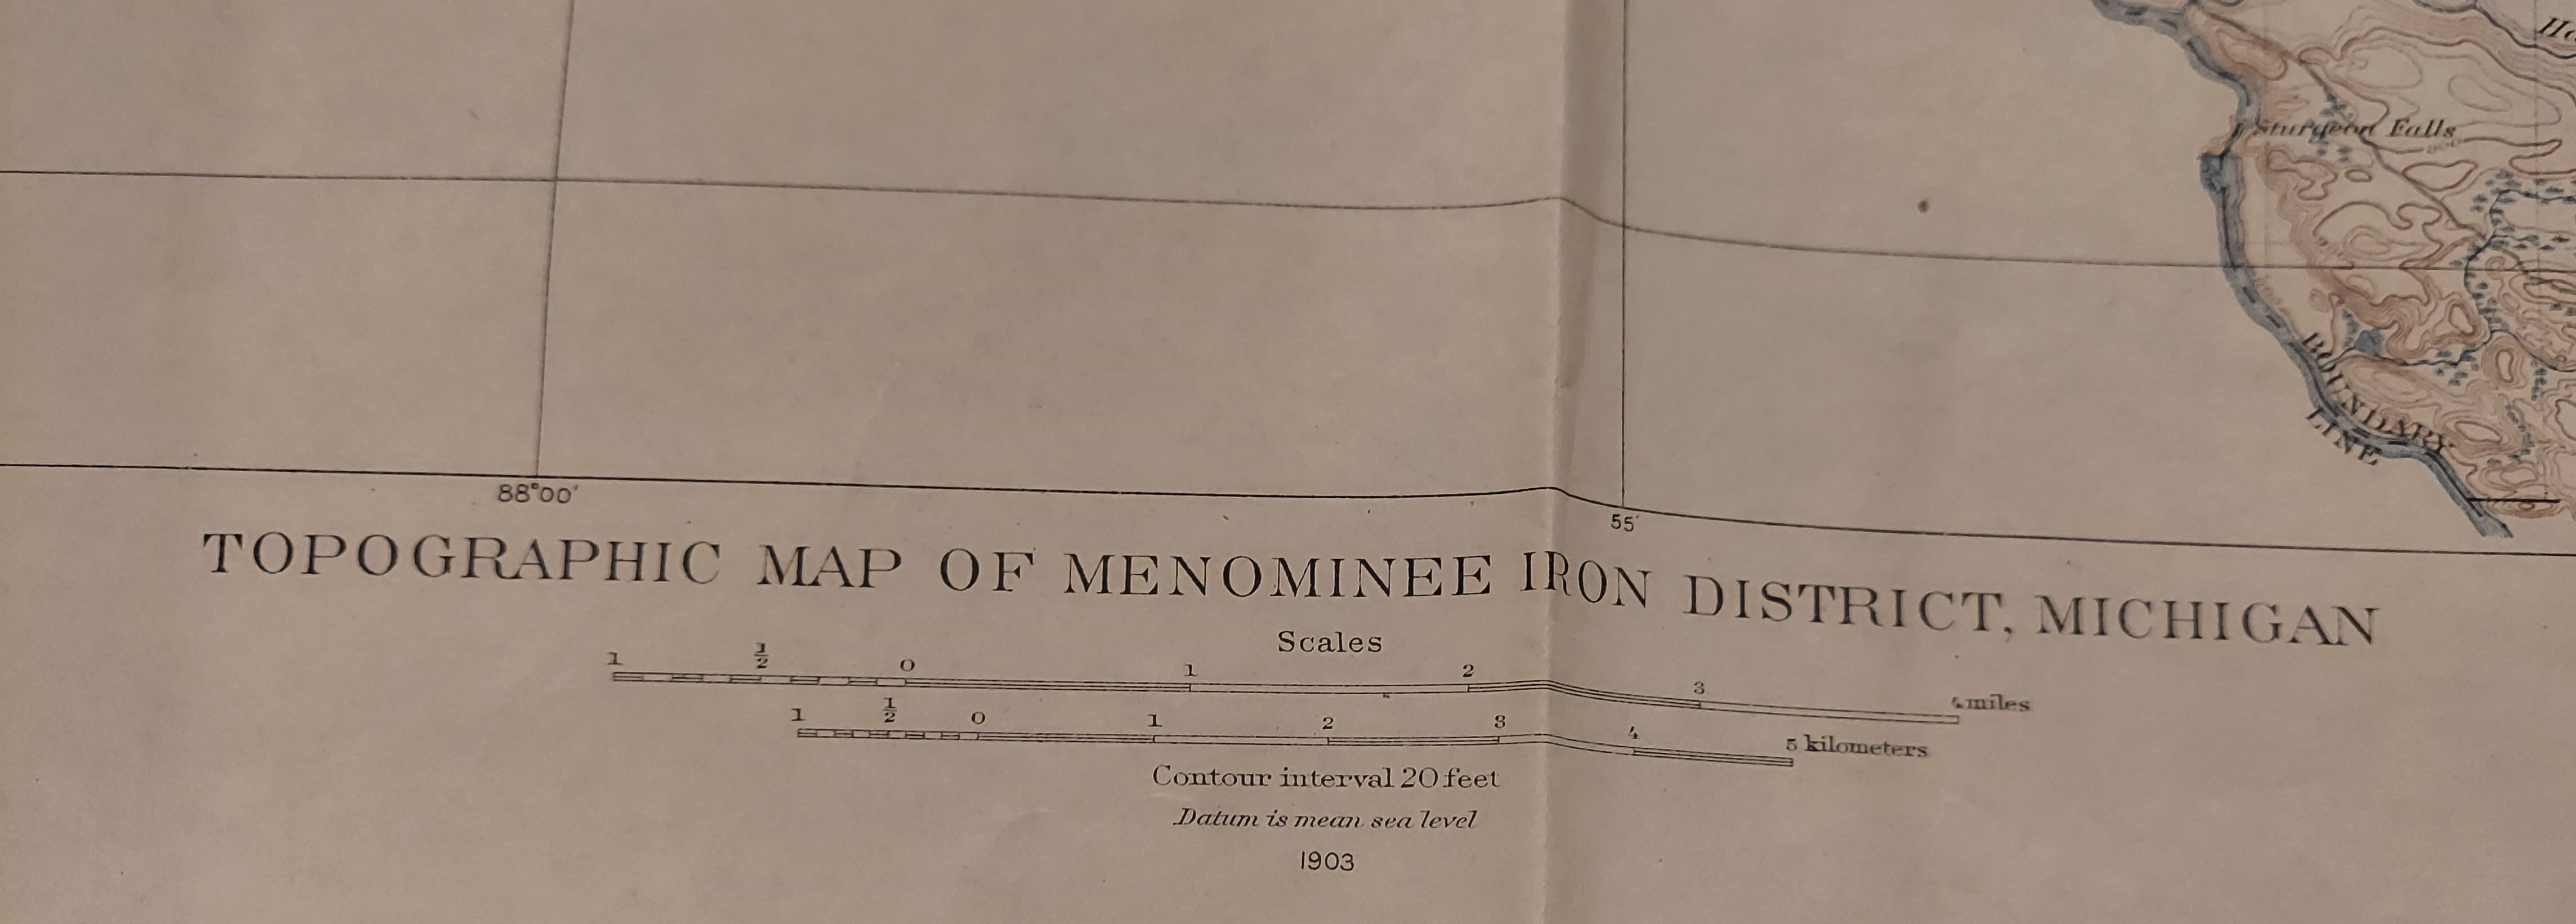 Sturgeon Falls
900
BOUNDARY
LINE
88°00'
55'
TOPOGRAPHIC MAP OF MENOMINEE IRON DISTRICT, MICHIGAN
Scales
1 ½ 0 1 2 3 4 miles
1 ½ 0 1 2 3 4 5 kilometers
Contour interval 20 feet
Datum is mean sea level
1903